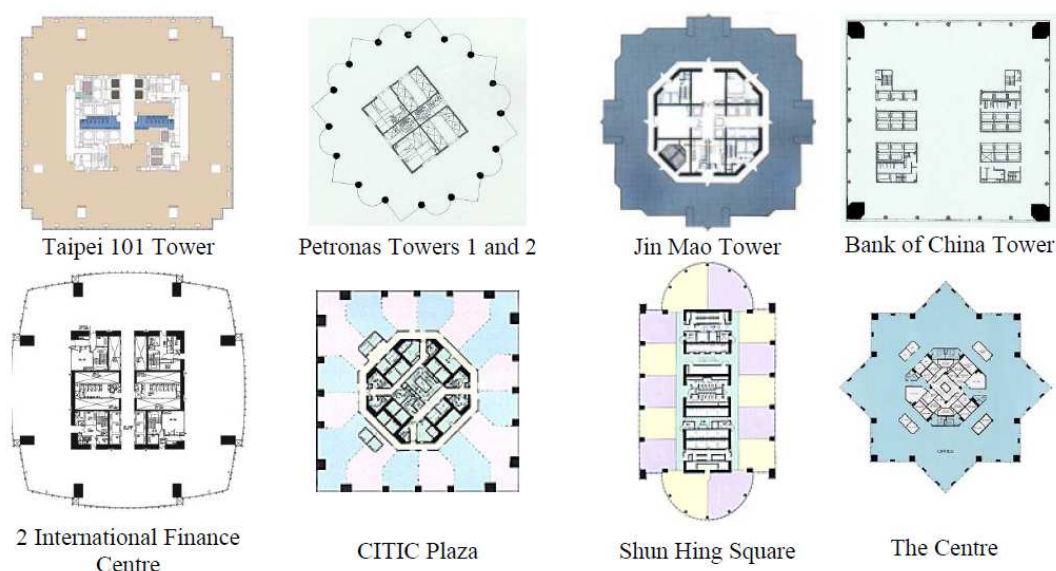 Taipei 101 Tower
Petronas Towers 1 and 2
Jin Mao Tower
Bank of China Tower
2 International Finance
Centre
CITIC Plaza
Shun Hing Square
The Centre